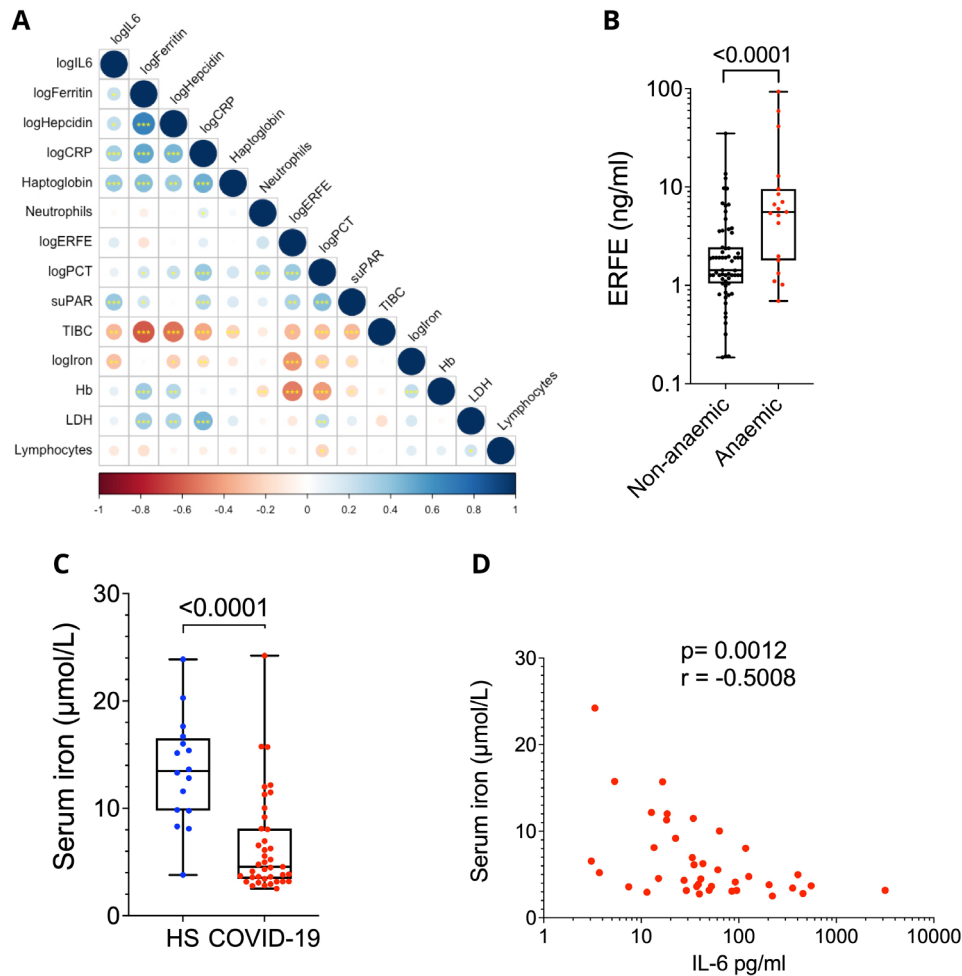 A
logIL6
logFerritin
logHepcidin
logCRP
Haptoglobin
Neutrophils
logERFE
logPCT
suPAR
TIBC
logIron
Hb
LDH
Lymphocytes
logIL6
logFerritin
logHepcidin
logCRP
Haptoglobin
Neutrophils
logERFE
logPCT
suPAR
TIBC
logIron
Hb
LDH
Lymphocytes
-1 -0.8 -0.6 -0.4 -0.2 0 0.2 0.4 0.6 0.8 1
B
<0.0001
100
10
1
0.1
ERFE (ng/ml)
Non-anaemic
Anaemic
C
<0.0001
30
20
10
0
Serum iron (μmol/L)
HS COVID-19
D
p= 0.0012
r = -0.5008
30
20
10
0
Serum iron (μmol/L)
1 10 100 1000 10000
IL-6 pg/ml